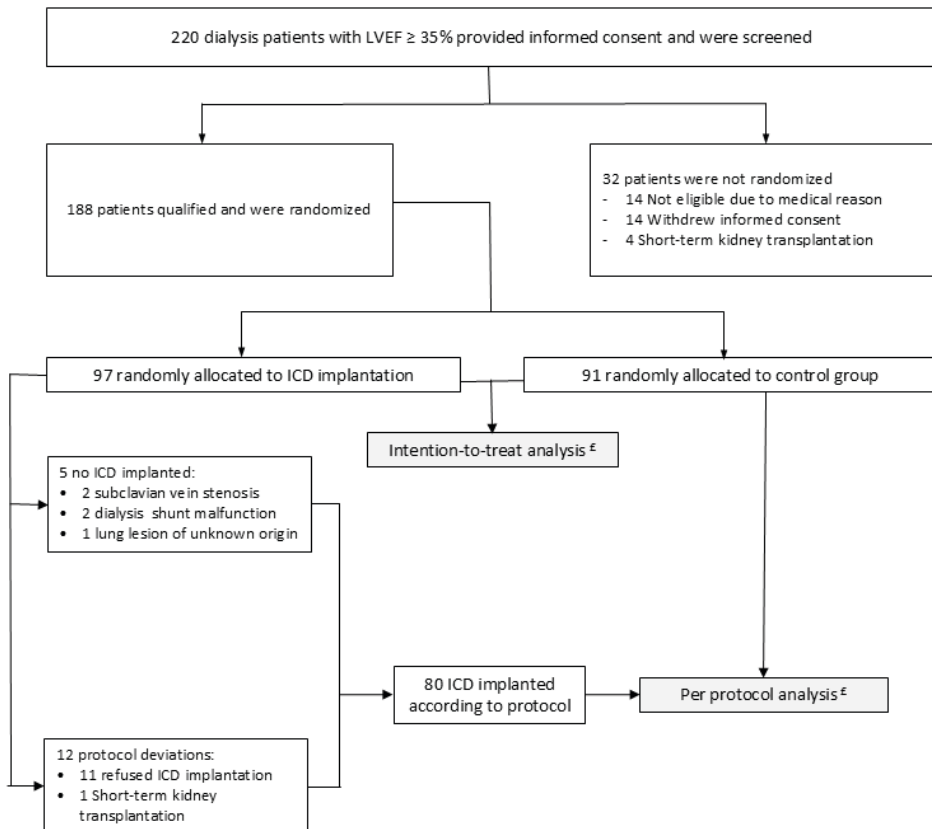 220 dialysis patients with LVEF ≥ 35% provided informed consent and were screened
188 patients qualified and were randomized
32 patients were not randomized
- 14 Not eligible due to medical reason
- 14 Withdrew informed consent
- 4 Short-term kidney transplantation
97 randomly allocated to ICD implantation
91 randomly allocated to control group
Intention-to-treat analysis £
5 no ICD implanted:
• 2 subclavian vein stenosis
• 2 dialysis shunt malfunction
• 1 lung lesion of unknown origin
80 ICD implanted
according to protocol
Per protocol analysis £
12 protocol deviations:
• 11 refused ICD implantation
• 1 Short-term kidney
transplantation